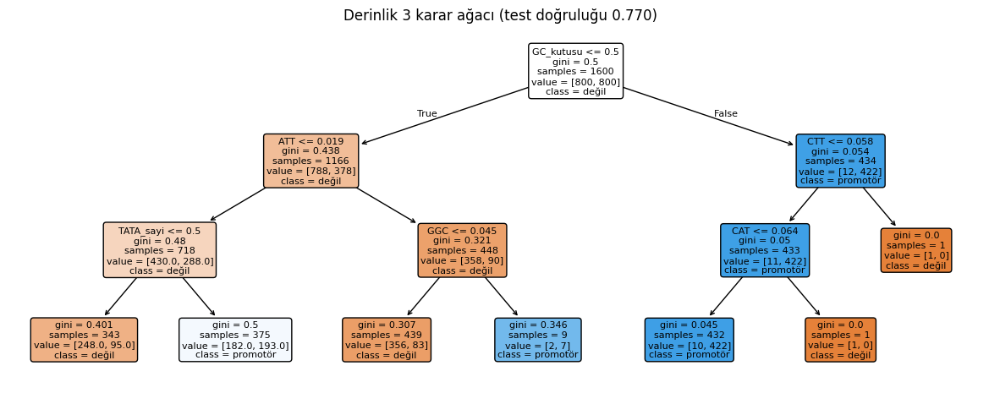 Derinlik 3 karar ağacı (test doğruluğu 0.770)
GC_kutusu <= 0.5
gini = 0.5
samples = 1600
value = [800, 800]
class = değil
True
False
ATT <= 0.019
gini = 0.438
samples = 1166
value = [788, 378]
class = değil
CTT <= 0.058
gini = 0.054
samples = 434
value = [12, 422]
class = promotör
TATA_sayi <= 0.5
gini = 0.48
samples = 718
value = [430.0, 288.0]
class = değil
GGC <= 0.045
gini = 0.321
samples = 448
value = [358, 90]
class = değil
CAT <= 0.064
gini = 0.05
samples = 433
value = [11, 422]
class = promotör
gini = 0.0
samples = 1
value = [1, 0]
class = değil
gini = 0.401
samples = 343
value = [248.0, 95.0]
class = değil
gini = 0.5
samples = 375
value = [182.0, 193.0]
class = promotör
gini = 0.307
samples = 439
value = [356, 83]
class = değil
gini = 0.346
samples = 9
value = [2, 7]
class = promotör
gini = 0.045
samples = 432
value = [10, 422]
class = promotör
gini = 0.0
samples = 1
value = [1, 0]
class = değil